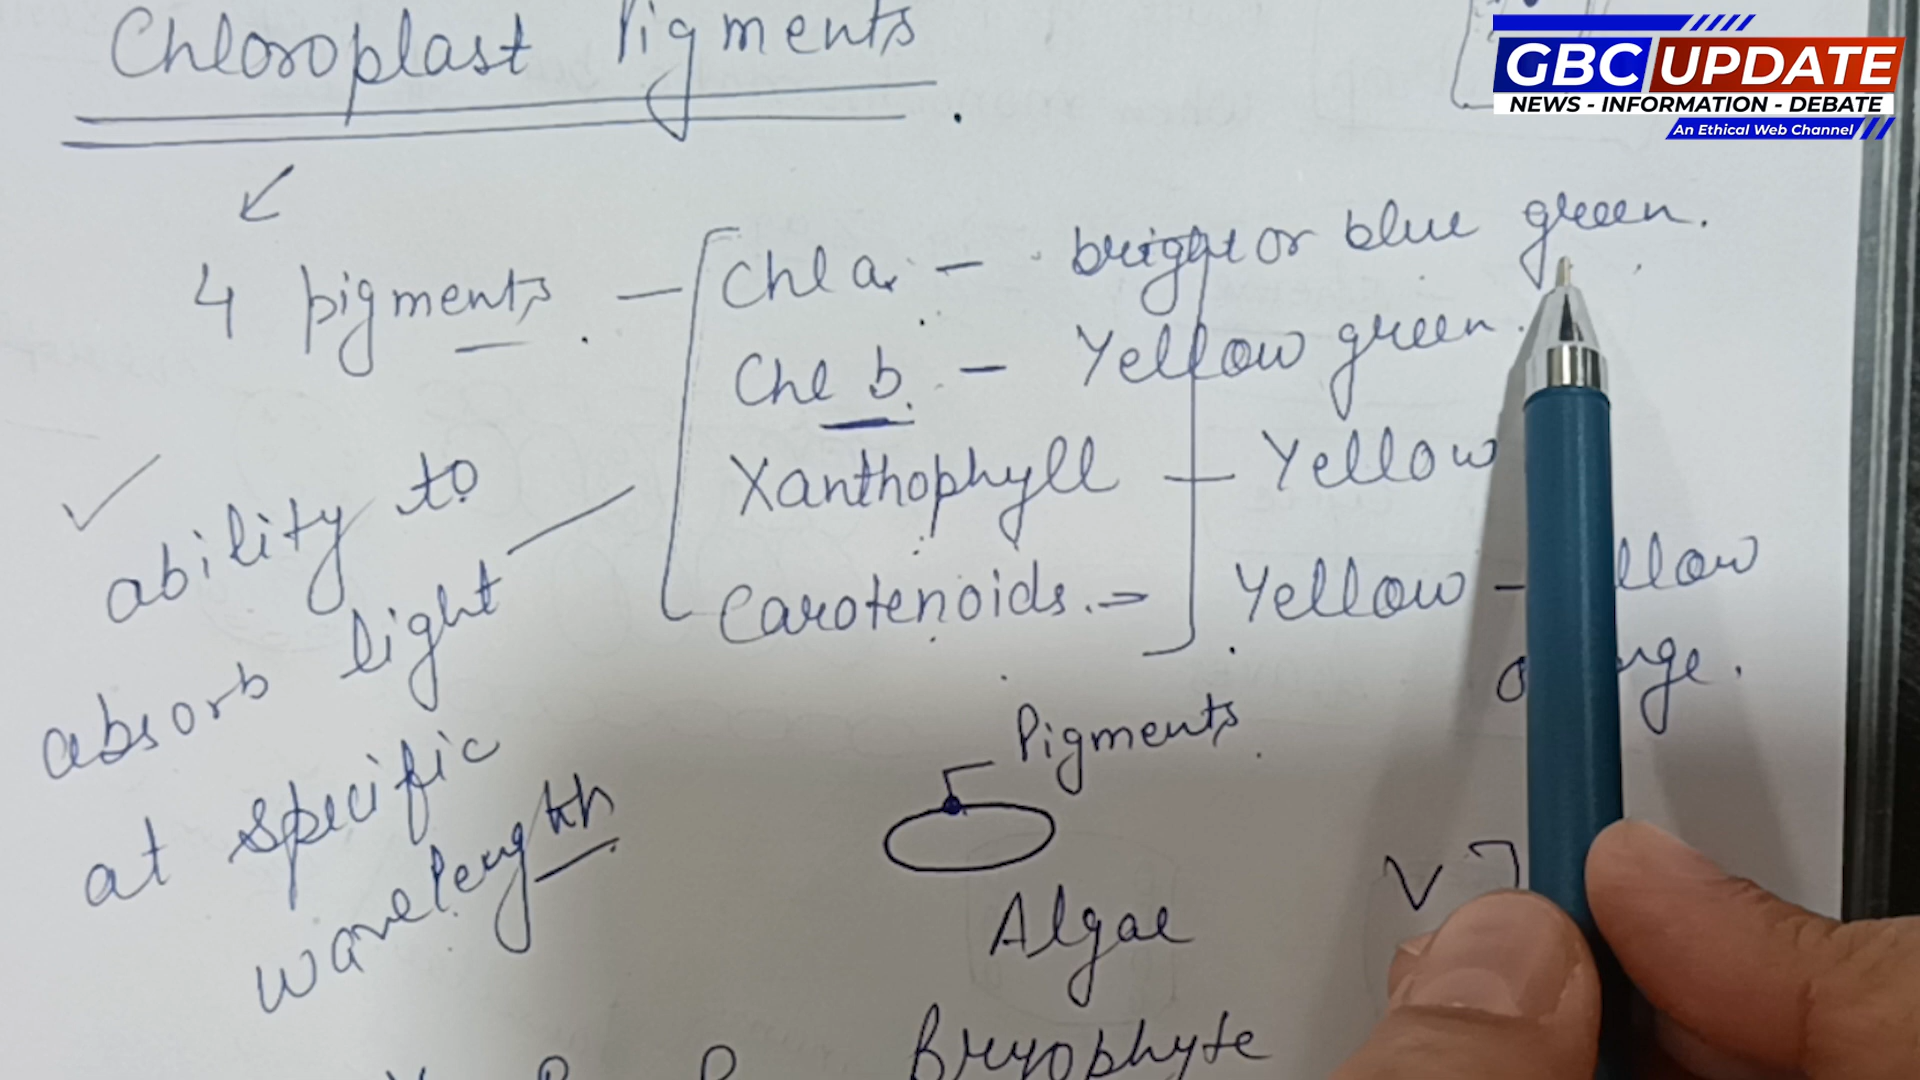 Chloroplast Pigments
GBC UPDATE
NEWS - INFORMATION - DEBATE
An Ethical Web Channel
4 pigments — Chl a. — bright or blue green.
Chl b. — Yellow green.
Xanthophyll — Yellow
Carotenoids. — Yellow -
ability to
absorb light
at specific
wavelength
Pigments
Algae
Bryophyte